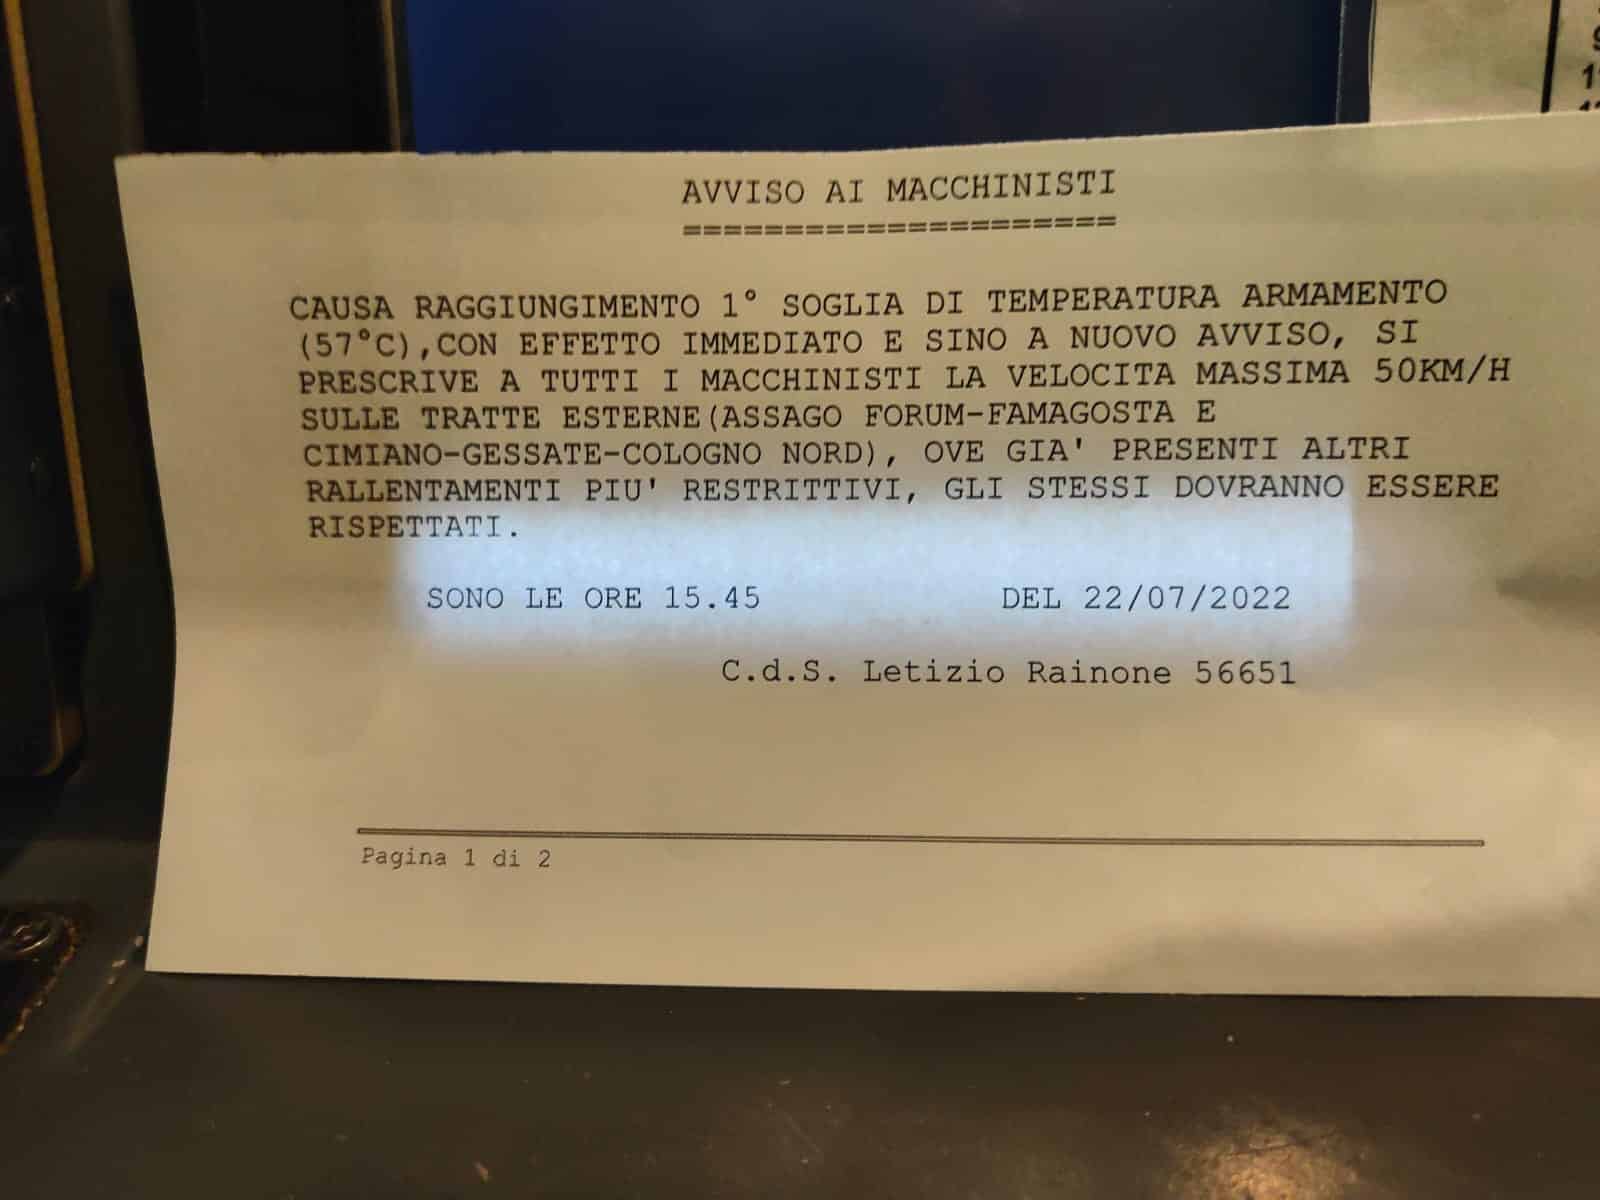 AVVISO AI MACCHINISTI
=====================
CAUSA RAGGIUNGIMENTO 1° SOGLIA DI TEMPERATURA ARMAMENTO
(57°C),CON EFFETTO IMMEDIATO E SINO A NUOVO AVVISO, SI
PRESCRIVE A TUTTI I MACCHINISTI LA VELOCITA MASSIMA 50KM/H
SULLE TRATTE ESTERNE(ASSAGO FORUM-FAMAGOSTA E
CIMIANO-GESSATE-COLOGNO NORD), OVE GIA' PRESENTI ALTRI
RALLENTAMENTI PIU' RESTRITTIVI, GLI STESSI DOVRANNO ESSERE
RISPETTATI.
SONO LE ORE 15.45 DEL 22/07/2022
C.d.S. Letizio Rainone 56651
Pagina 1 di 2